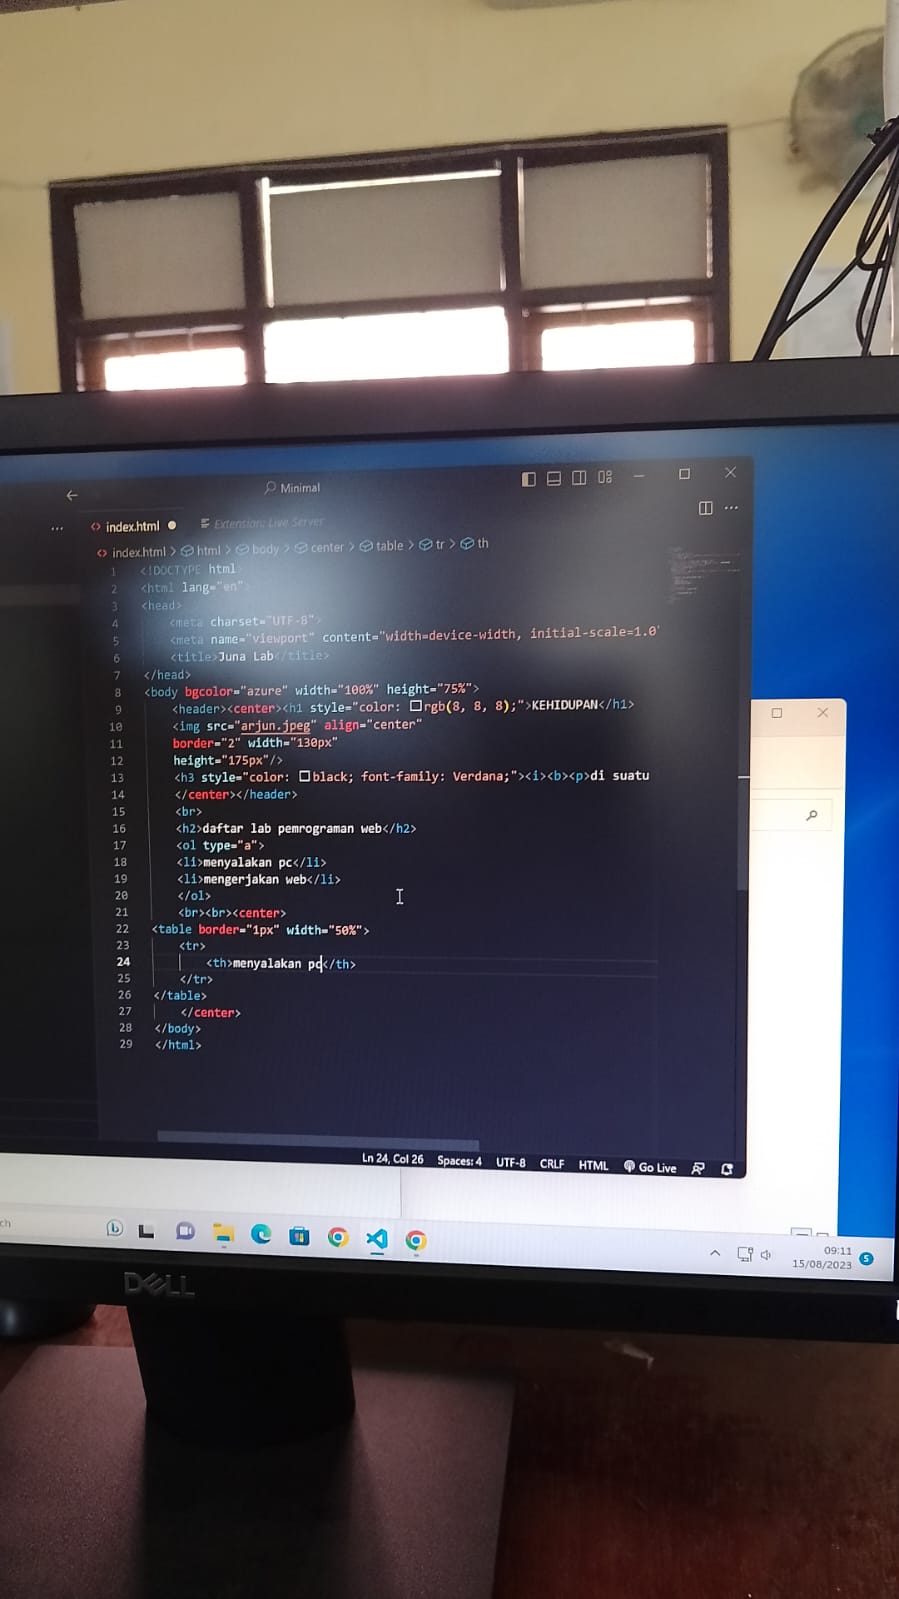 Minimal
index.html
Extension: Live Server
index.html > html > body > center > table > tr > th
1 <!DOCTYPE html>
2 <html lang="en">
3 <head>
4 <meta charset="UTF-8">
5 <meta name="viewport" content="width=device-width, initial-scale=1.0"
6 <title>Juna Lab</title>
7 </head>
8 <body bgcolor="azure" width="100%" height="75%">
9 <header><center><h1 style="color: rgb(8, 8, 8);">KEHIDUPAN</h1>
10 <img src="arjun.jpeg" align="center"
11 border="2" width="130px"
12 height="175px"/>
13 <h3 style="color: black; font-family: Verdana;"><i><b><p>di suatu
14 </center></header>
15 <br>
16 <h2>daftar lab pemrograman web</h2>
17 <ol type="a">
18 <li>menyalakan pc</li>
19 <li>mengerjakan web</li>
20 </ol>
21 <br><br><center>
22 <table border="1px" width="50%">
23 <tr>
24 <th>menyalakan pc</th>
25 </tr>
26 </table>
27 </center>
28 </body>
29 </html>
Ln 24, Col 26 Spaces: 4 UTF-8 CRLF HTML Go Live
ch
09:11
15/08/2023
5
DELL